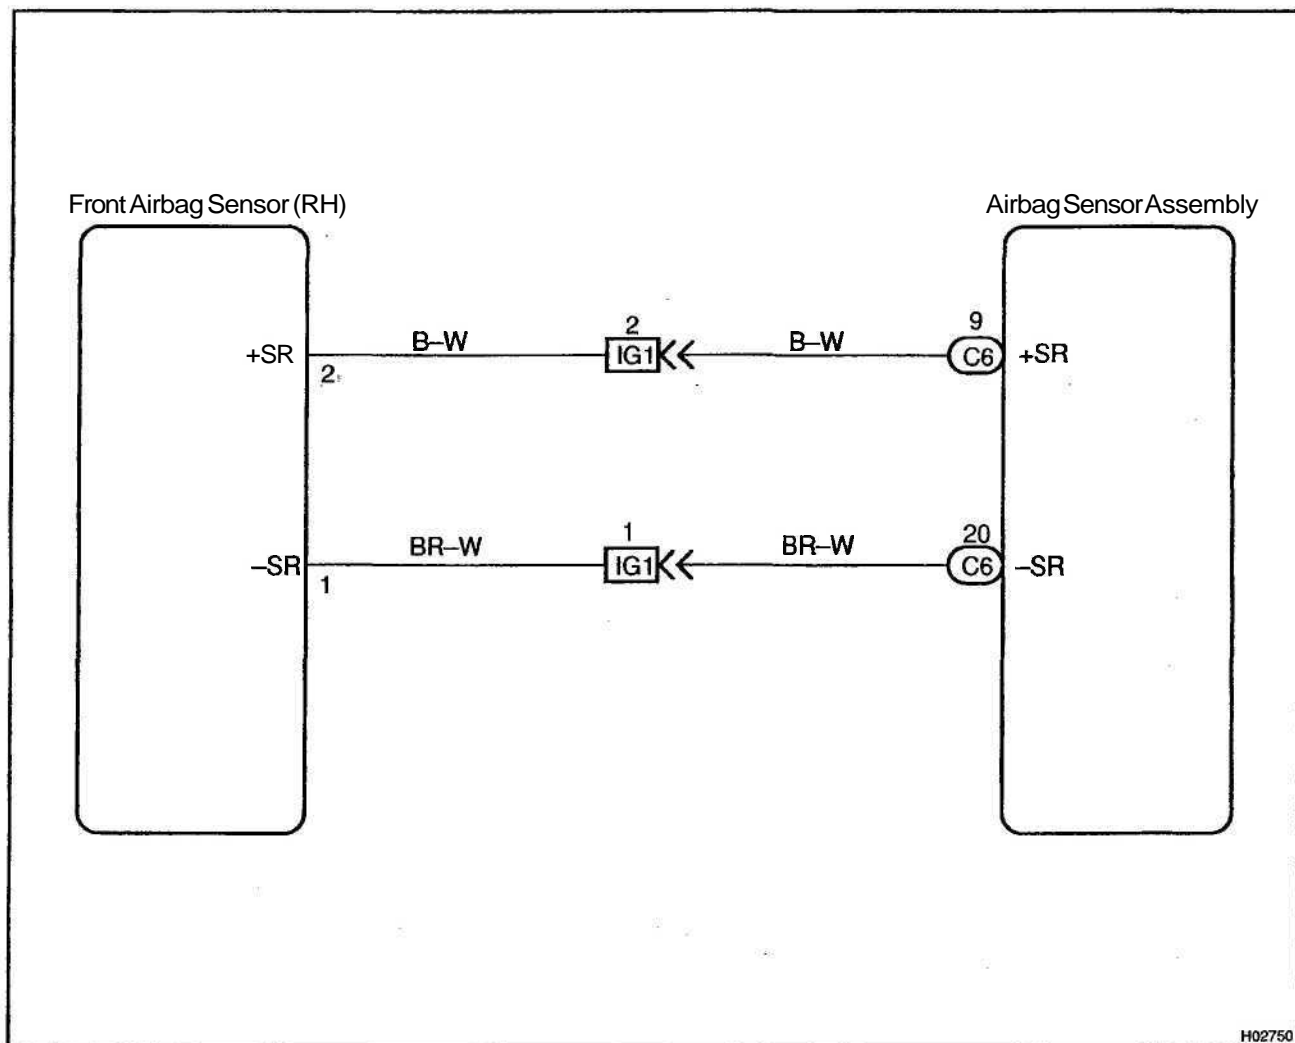 Front Airbag Sensor (RH)
Airbag Sensor Assembly
+SR
2
B–W
2
IG1
B–W
9
C6
+SR
–SR
1
BR–W
1
IG1
BR–W
20
C6
–SR
H02750